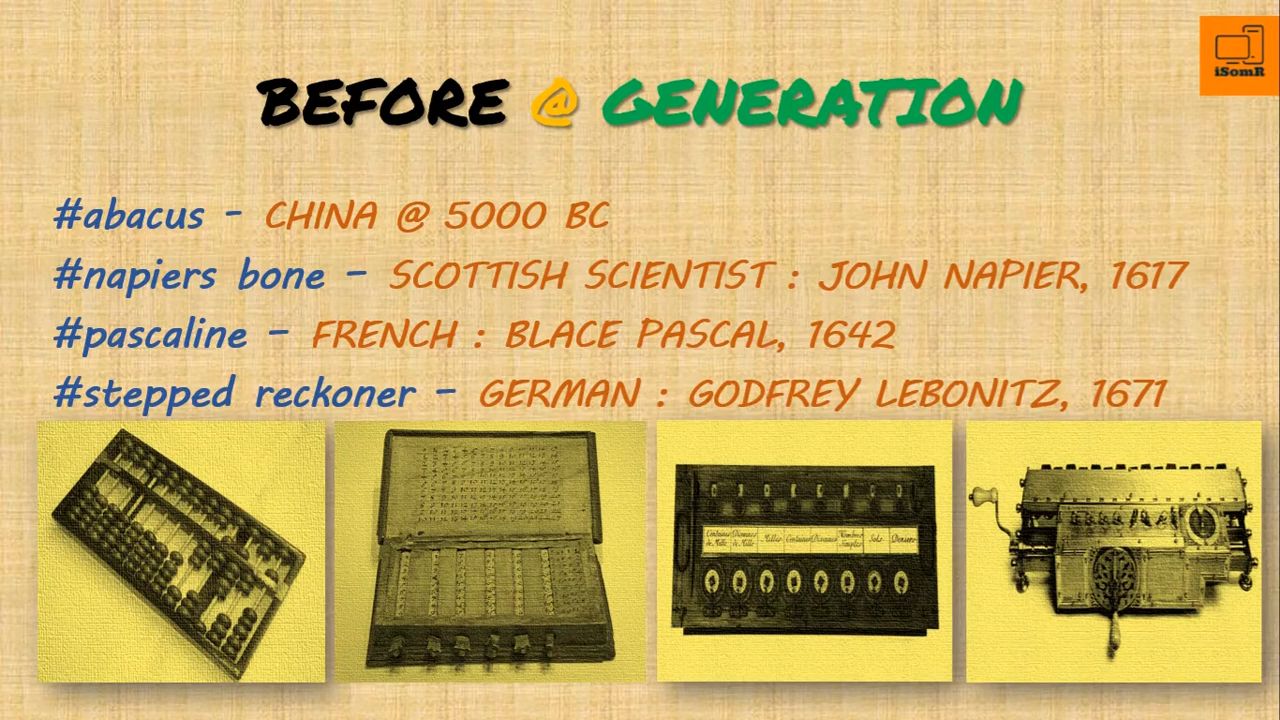 iSomR
BEFORE @ GENERATION
#abacus - CHINA @ 5000 BC
#napiers bone - SCOTTISH SCIENTIST : JOHN NAPIER, 1617
#pascaline - FRENCH : BLACE PASCAL, 1642
#stepped reckoner - GERMAN : GODFREY LEBONITZ, 1671